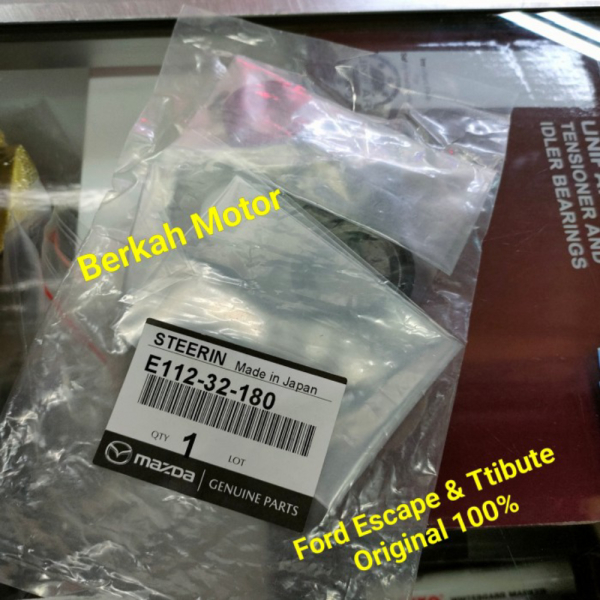 UNIP
TENSIONER AND
IDLER BEARINGS
Berkah Motor
STEERIN Made in Japan
E112-32-180
QTY 1 LOT
mazda GENUINE PARTS
Ford Escape & Ttibute
Original 100%